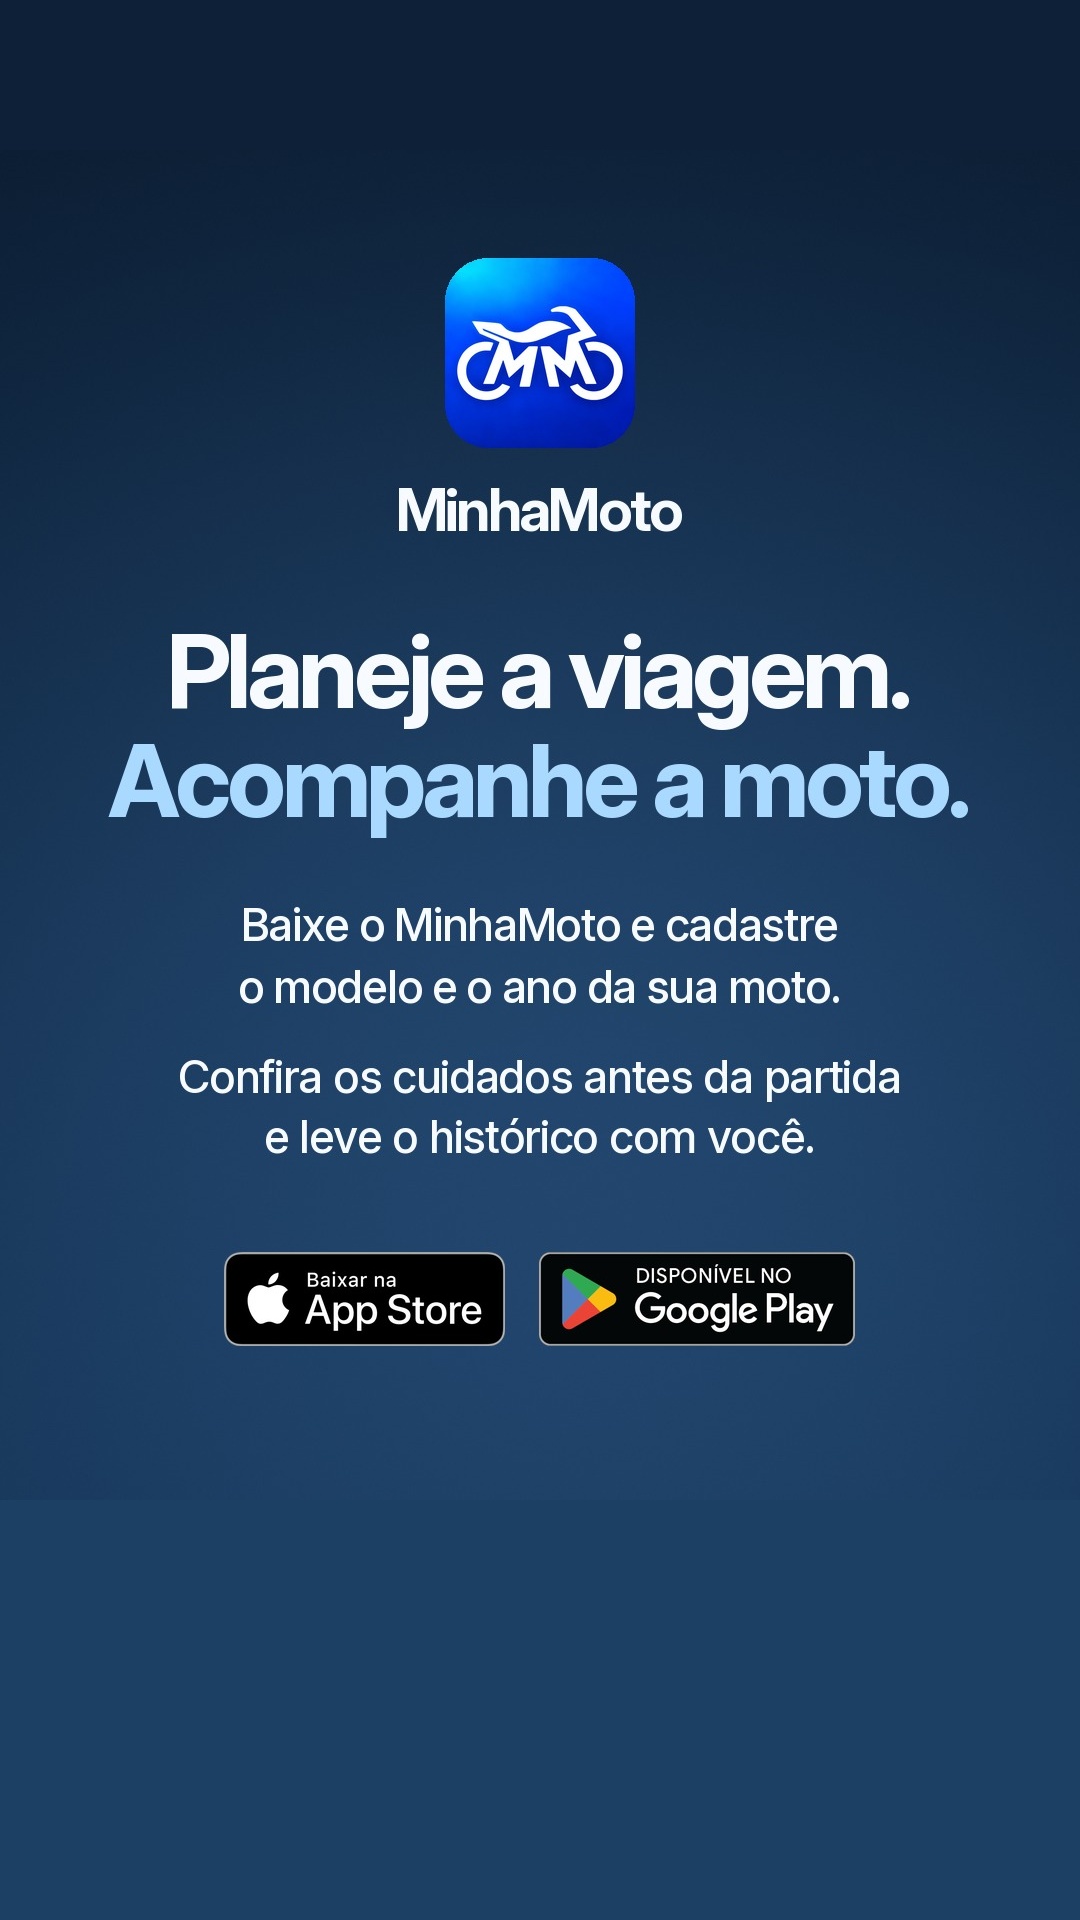 MM
MinhaMoto
Planeje a viagem.
Acompanhe a moto.
Baixe o MinhaMoto e cadastre
o modelo e o ano da sua moto.
Confira os cuidados antes da partida
e leve o histórico com você.
Baixar na
App Store
DISPONÍVEL NO
Google Play